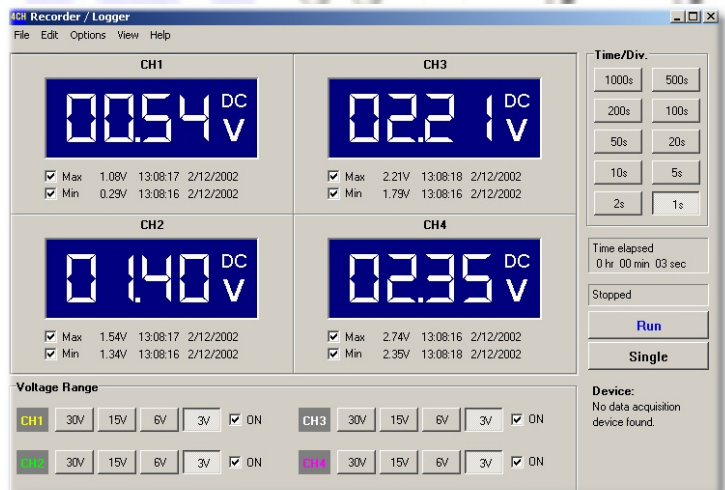 4CH Recorder / Logger
File Edit Options View Help
CH1
00.54 DC V
Max 1.08V 13:08:17 2/12/2002
Min 0.29V 13:08:16 2/12/2002
CH3
02.21 DC V
Max 2.21V 13:08:18 2/12/2002
Min 1.79V 13:08:16 2/12/2002
CH2
01.40 DC V
Max 1.54V 13:08:17 2/12/2002
Min 1.34V 13:08:16 2/12/2002
CH4
02.35 DC V
Max 2.74V 13:08:16 2/12/2002
Min 2.35V 13:08:18 2/12/2002
Time/Div.
1000s 500s
200s 100s
50s 20s
10s 5s
2s 1s
Time elapsed
0 hr 00 min 03 sec
Stopped
Run
Single
Voltage Range
CH1 30V 15V 6V 3V ON
CH3 30V 15V 6V 3V ON
CH2 30V 15V 6V 3V ON
CH4 30V 15V 6V 3V ON
Device:
No data acquisition
device found.